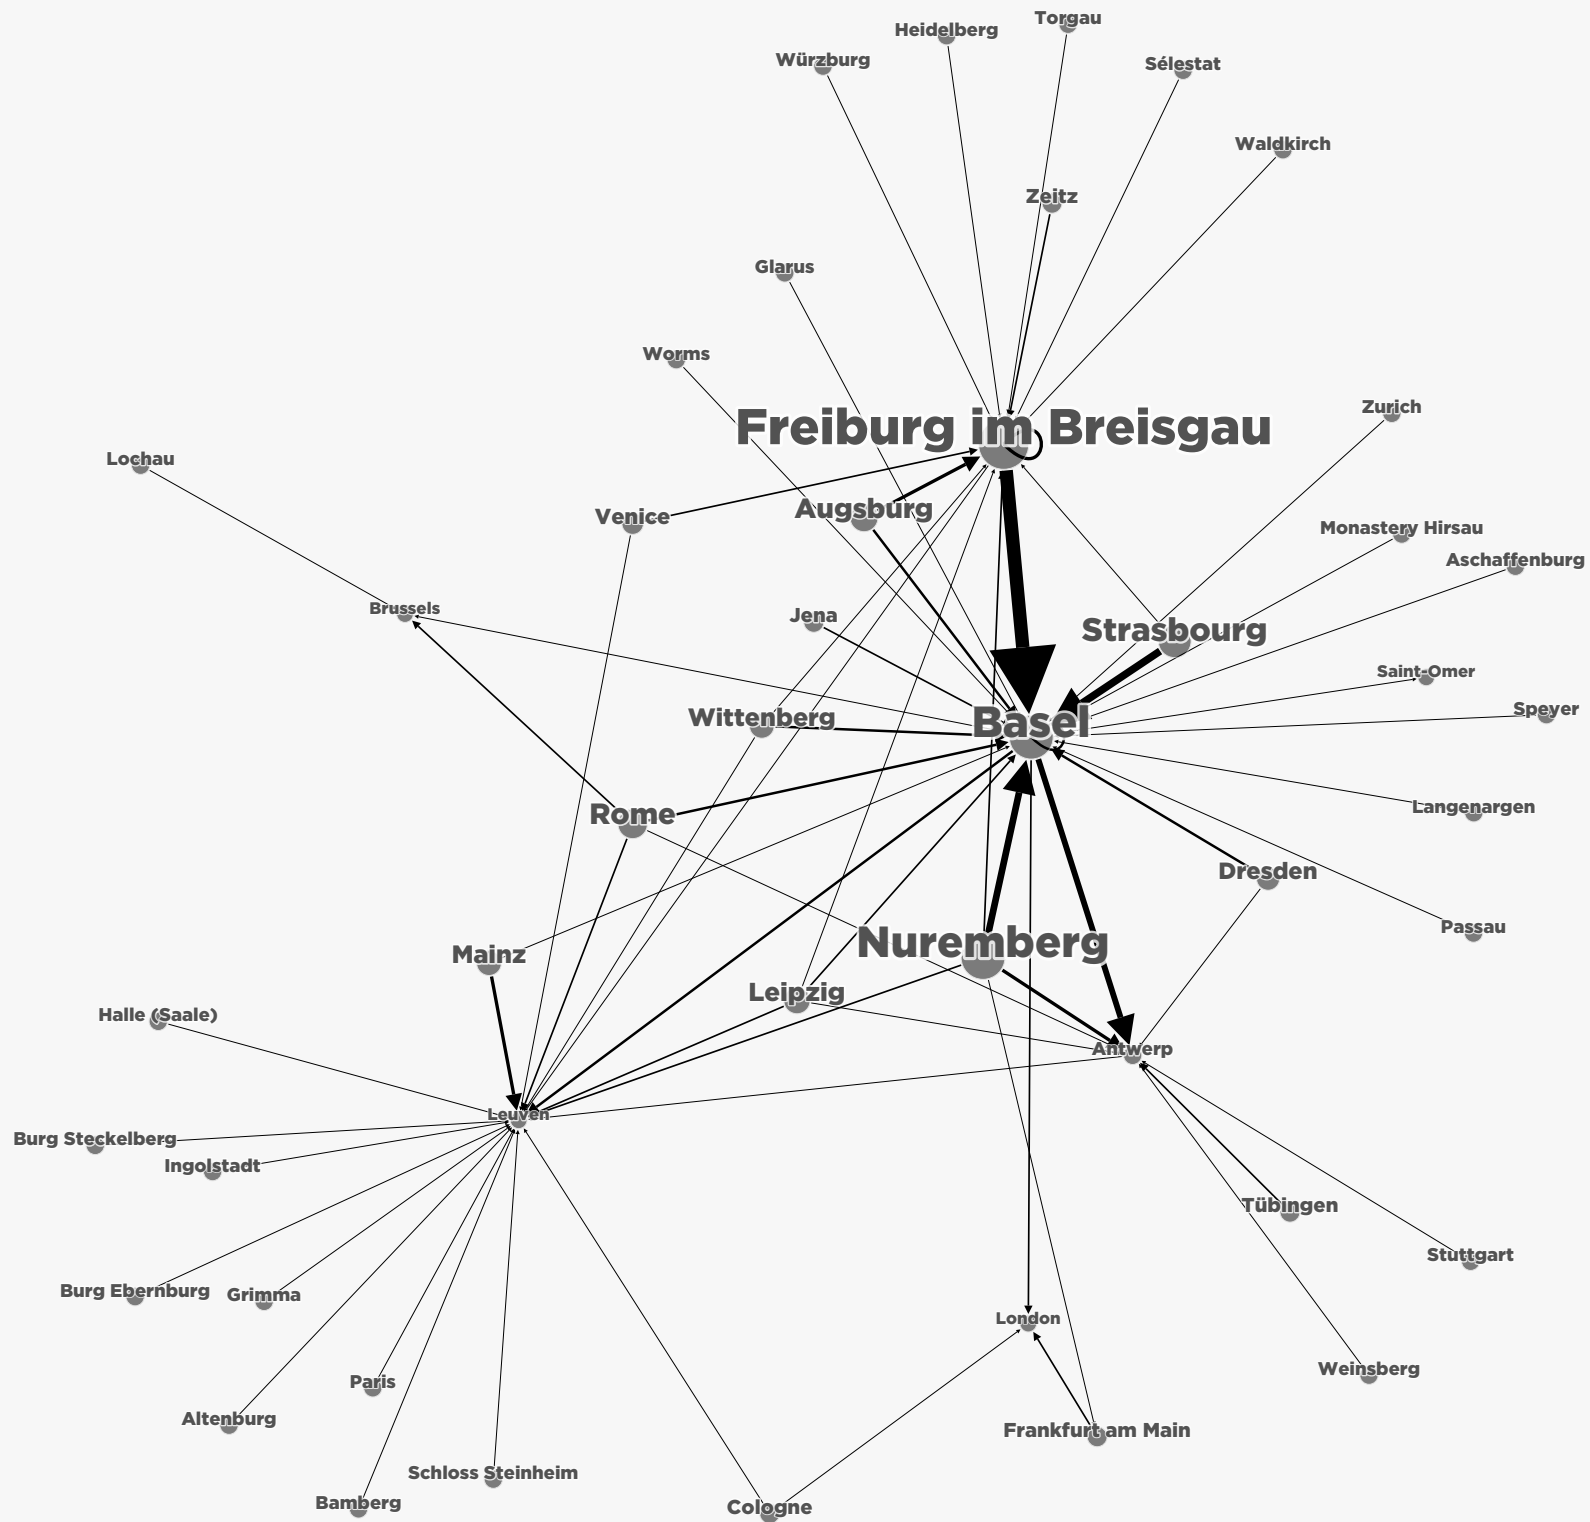 Torgau
Heidelberg
Würzburg
Sélestat
Waldkirch
Zeitz
Glarus
Worms
Zurich
Freiburg im Breisgau
Lochau
Augsburg
Venice
Monastery Hirsau
Aschaffenburg
Brussels
Jena
Strasbourg
Saint-Omer
Speyer
Wittenberg
Basel
Langenargen
Rome
Dresden
Passau
Nuremberg
Mainz
Leipzig
Halle (Saale)
Antwerp
Leuven
Burg Steckelberg
Ingolstadt
Tübingen
Stuttgart
Burg Ebernburg
Grimma
London
Weinsberg
Paris
Altenburg
Frankfurt am Main
Schloss Steinheim
Bamberg
Cologne